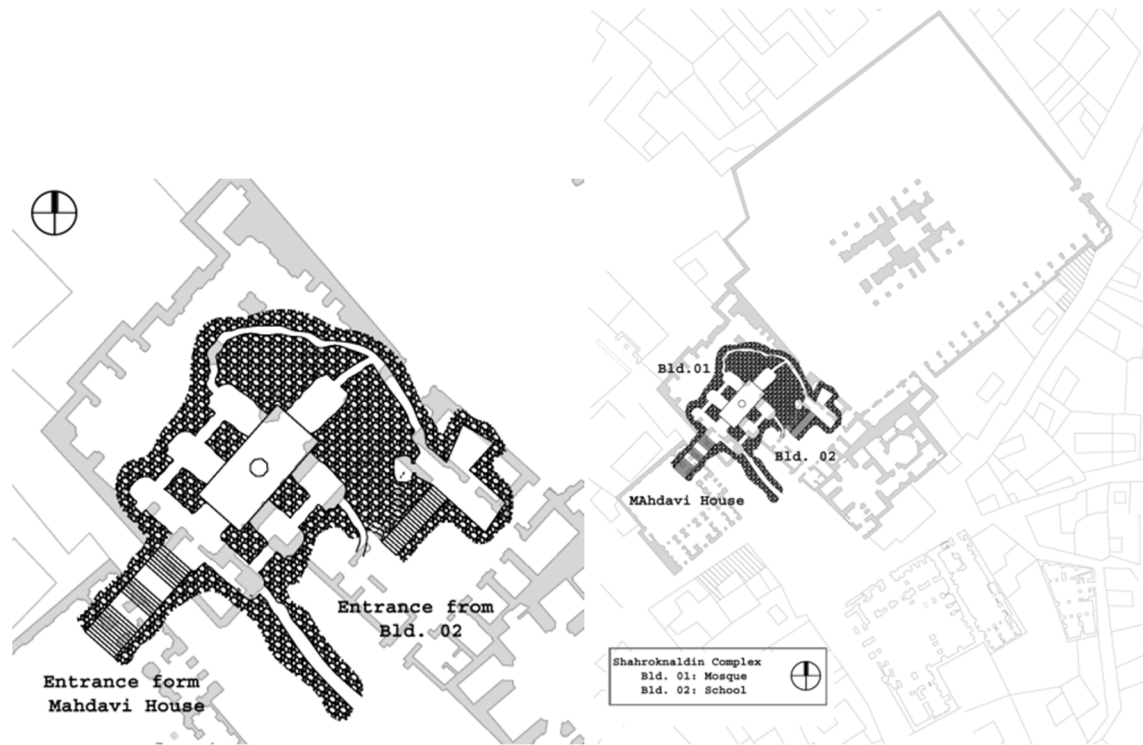 Entrance from
Bld. 02
Entrance form
Mahdavi House
Bld.01
Bld. 02
MAhdavi House
Shahroknaldin Complex
Bld. 01: Mosque
Bld. 02: School